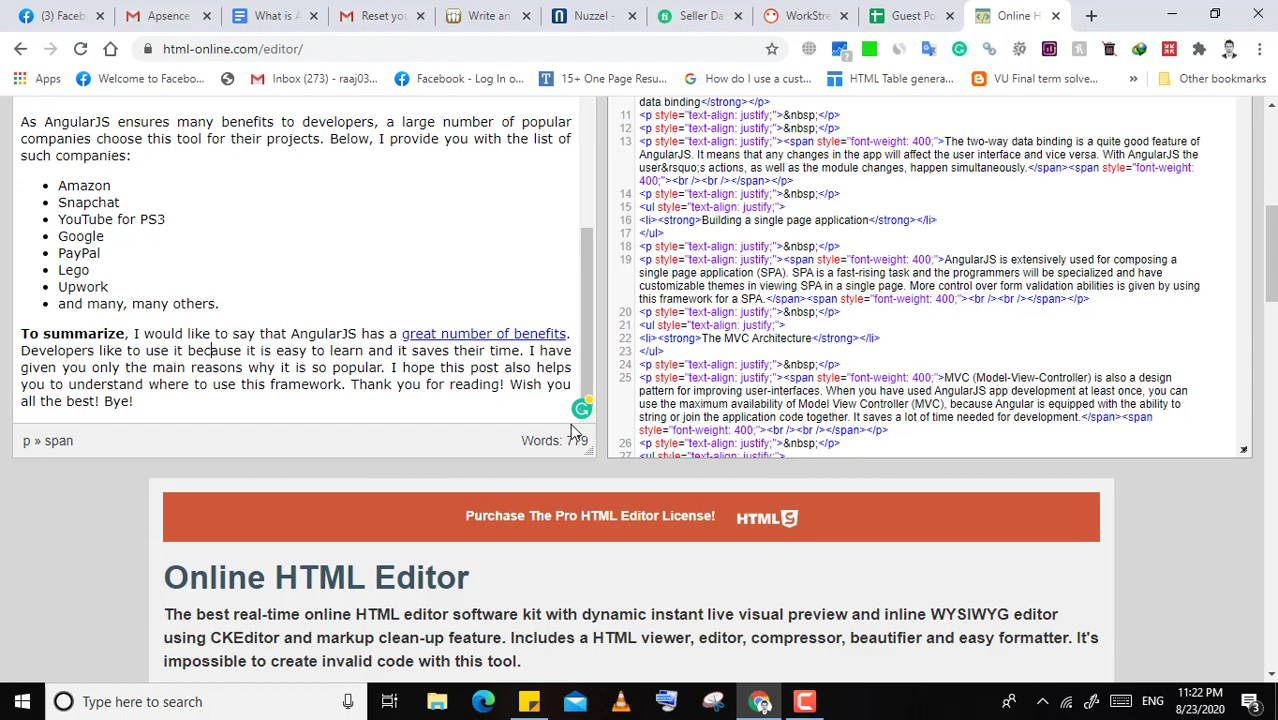 (1) Faceb
Apsence
What is A
Reset you
Write an
Nuzzel -
Seller Da
WorkStre
Guest Po
Online H
html-online.com/editor/
Apps
Welcome to Facebo...
Inbox (273) - raaj03...
Facebook - Log In o...
15+ One Page Resu...
How do I use a cust...
HTML Table genera...
VU Final term solve...
»
Other bookmarks
As AngularJS ensures many benefits to developers, a large number of popular
companies choose this tool for their projects. Below, I provide you with the list of
such companies:
• Amazon
• Snapchat
• YouTube for PS3
• Google
• PayPal
• Lego
• Upwork
• and many, many others.
To summarize, I would like to say that AngularJS has a great number of benefits.
Developers like to use it because it is easy to learn and it saves their time. I have
given you only the main reasons why it is so popular. I hope this post also helps
you to understand where to use this framework. Thank you for reading! Wish you
all the best! Bye!
p » span
Words:
data binding</strong></p>
11 <p style="text-align: justify;">&nbsp;</p>
12 <p style="text-align: justify;">&nbsp;</p>
13 <p style="text-align: justify;"><span style="font-weight: 400;">The two-way data binding is a quite good feature of
AngularJS. It means that any changes in the app will affect the user interface and vice versa. With AngularJS the
user&rsquo;s actions, as well as the module changes, happen simultaneously.</span><span style="font-weight:
400;"><br /><br /></span></p>
14 <p style="text-align: justify;">&nbsp;</p>
15 <ul style="text-align: justify;">
16 <li><strong>Building a single page application</strong></li>
17 </ul>
18 <p style="text-align: justify;">&nbsp;</p>
19 <p style="text-align: justify;"><span style="font-weight: 400;">AngularJS is extensively used for composing a
single page application (SPA). SPA is a fast-rising task and the programmers will be specialized and have
customizable themes in viewing SPA in a single page. More control over form validation abilities is given by using
this framework for a SPA.</span><span style="font-weight: 400;"><br /><br /></span></p>
20 <p style="text-align: justify;">&nbsp;</p>
21 <ul style="text-align: justify;">
22 <li><strong>The MVC Architecture</strong></li>
23 </ul>
24 <p style="text-align: justify;">&nbsp;</p>
25 <p style="text-align: justify;"><span style="font-weight: 400;">MVC (Model-View-Controller) is also a design
pattern for improving user-interfaces. When you have used AngularJS app development at least once, you can
use the maximum availability of Model View Controller (MVC), because Angular is equipped with the ability to
string or join the application code together. It saves a lot of time needed for development.</span><span
style="font-weight: 400;"><br /><br /></span></p>
26 <p style="text-align: justify;">&nbsp;</p>
27 <ul style="text-align: justify;">
Purchase The Pro HTML Editor License! HTML5
Online HTML Editor
The best real-time online HTML editor software kit with dynamic instant live visual preview and inline WYSIWYG editor
using CKEditor and markup clean-up feature. Includes a HTML viewer, editor, compressor, beautifier and easy formatter. It's
impossible to create invalid code with this tool.
Type here to search
ENG
11:22 PM
8/23/2020
3